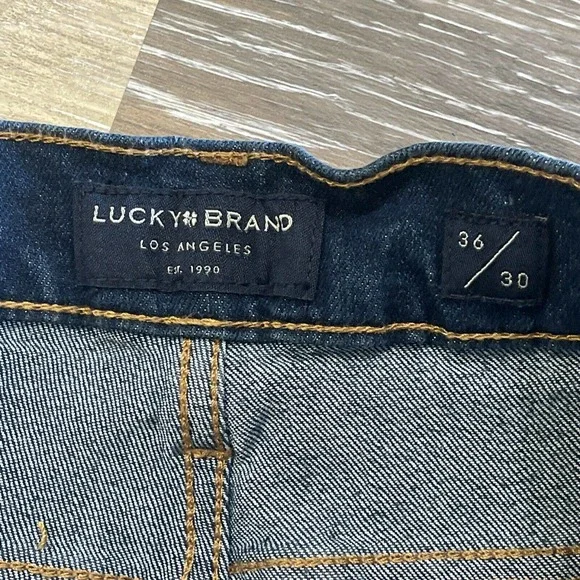 LUCKY BRAND
LOS ANGELES
EST. 1990
36/30